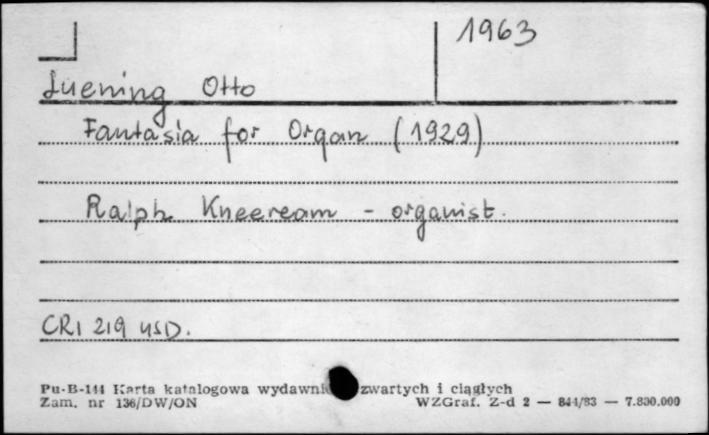 1963
Luening Otto
Fantasia for Organ (1929)
Ralph Kneeream - organist.
CRI 219 USD.
Pu-B-144 Karta katalogowa wydawni zwartych i ciągłych
Zam. nr 136/DW/ON WZGraf. Z-d 2 — 844/83 — 7.830.000